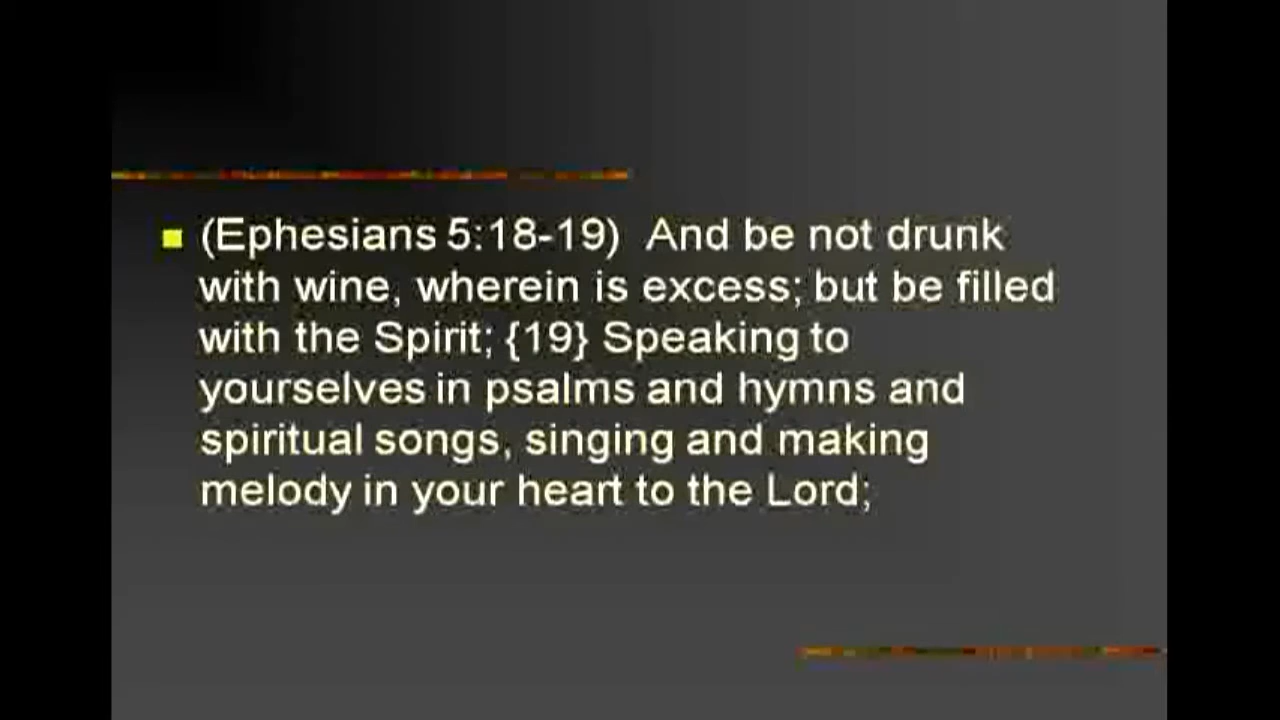 (Ephesians 5:18-19)  And be not drunk
with wine, wherein is excess; but be filled
with the Spirit; {19} Speaking to
yourselves in psalms and hymns and
spiritual songs, singing and making
melody in your heart to the Lord;